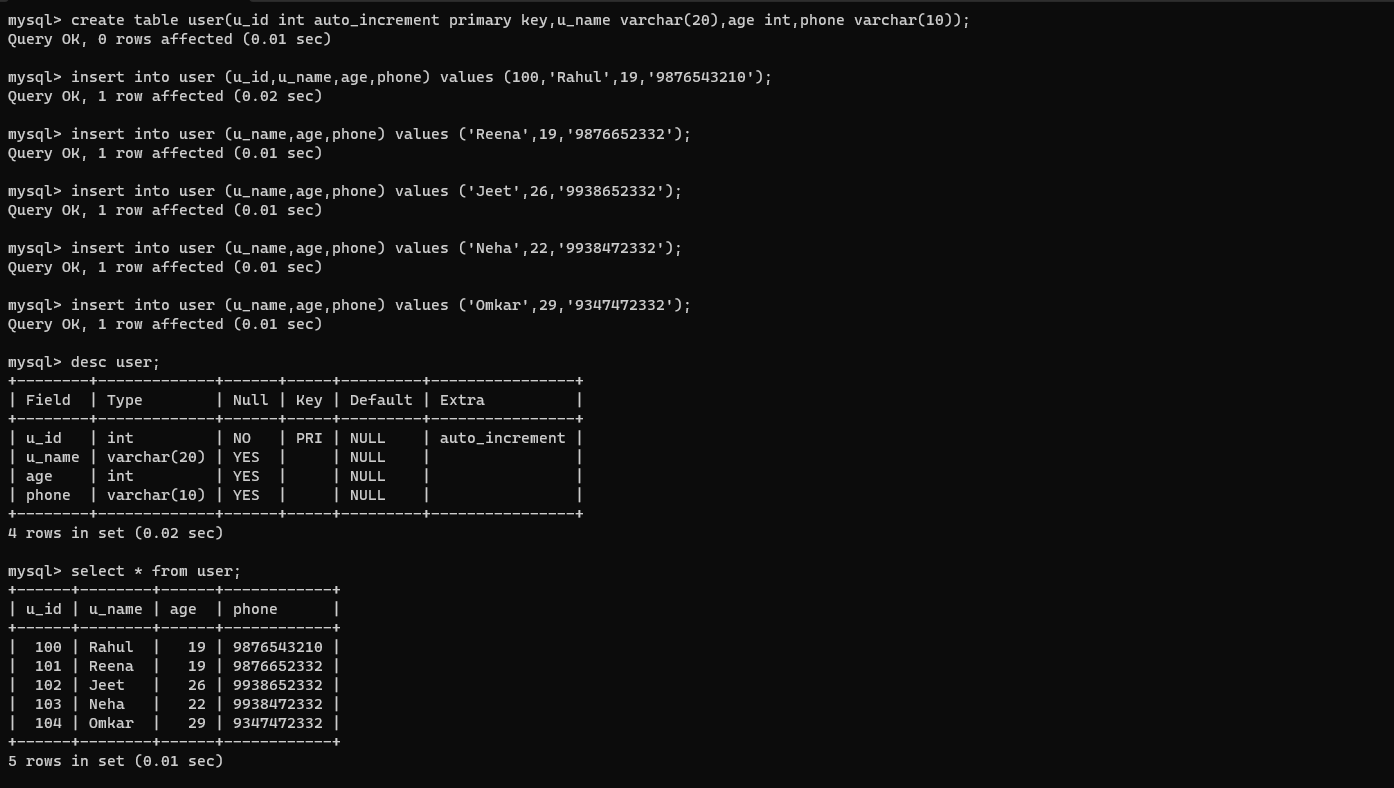 mysql> create table user(u_id int auto_increment primary key,u_name varchar(20),age int,phone varchar(10));
Query OK, 0 rows affected (0.01 sec)

mysql> insert into user (u_id,u_name,age,phone) values (100,'Rahul',19,'9876543210');
Query OK, 1 row affected (0.02 sec)

mysql> insert into user (u_name,age,phone) values ('Reena',19,'9876652332');
Query OK, 1 row affected (0.01 sec)

mysql> insert into user (u_name,age,phone) values ('Jeet',26,'9938652332');
Query OK, 1 row affected (0.01 sec)

mysql> insert into user (u_name,age,phone) values ('Neha',22,'9938472332');
Query OK, 1 row affected (0.01 sec)

mysql> insert into user (u_name,age,phone) values ('Omkar',29,'9347472332');
Query OK, 1 row affected (0.01 sec)

mysql> desc user;
+--------+-------------+------+-----+---------+----------------+
| Field  | Type        | Null | Key | Default | Extra          |
+--------+-------------+------+-----+---------+----------------+
| u_id   | int         | NO   | PRI | NULL    | auto_increment |
| u_name | varchar(20) | YES  |     | NULL    |                |
| age    | int         | YES  |     | NULL    |                |
| phone  | varchar(10) | YES  |     | NULL    |                |
+--------+-------------+------+-----+---------+----------------+
4 rows in set (0.02 sec)

mysql> select * from user;
+------+--------+------+------------+
| u_id | u_name | age  | phone      |
+------+--------+------+------------+
|  100 | Rahul  |   19 | 9876543210 |
|  101 | Reena  |   19 | 9876652332 |
|  102 | Jeet   |   26 | 9938652332 |
|  103 | Neha   |   22 | 9938472332 |
|  104 | Omkar  |   29 | 9347472332 |
+------+--------+------+------------+
5 rows in set (0.01 sec)